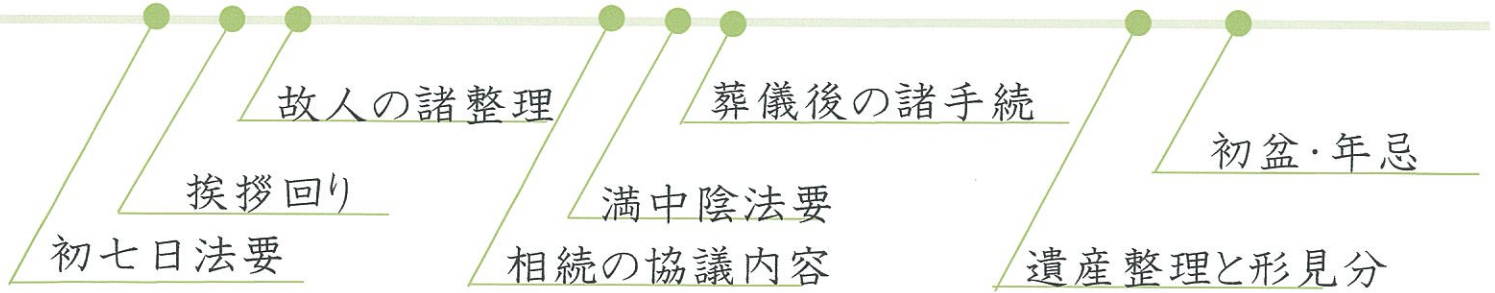 初七日法要
挨拶回り
故人の諸整理
相続の協議内容
満中陰法要
葬儀後の諸手続
遺産整理と形見分
初盆・年忌